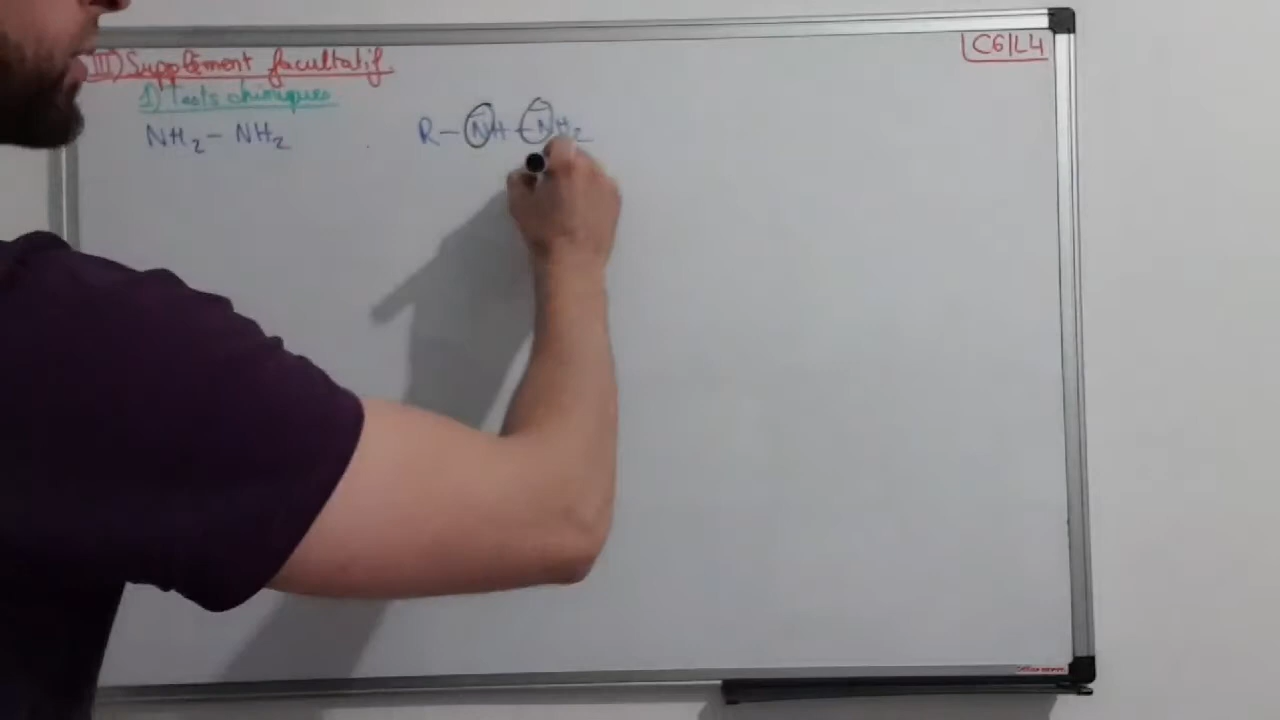 III) Supplément facultatif
C6/L4
1) Tests chimiques
NH₂ - NH₂ R - NH - NH₂